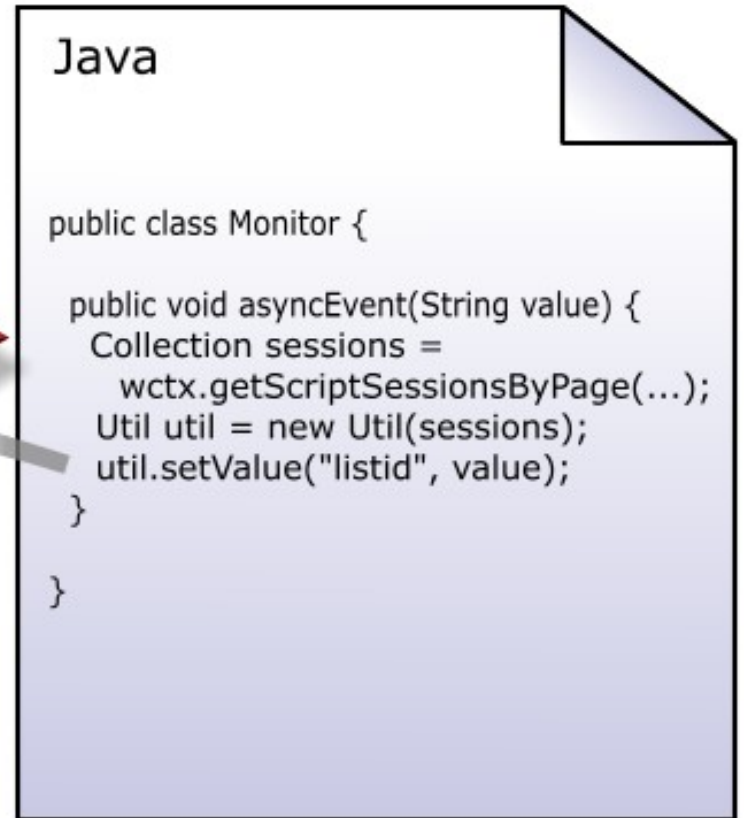 Java
public class Monitor {
public void asyncEvent(String value) {
Collection sessions =
wctx.getScriptSessionsByPage(...);
Util util = new Util(sessions);
util.setValue("listid", value);
}
}